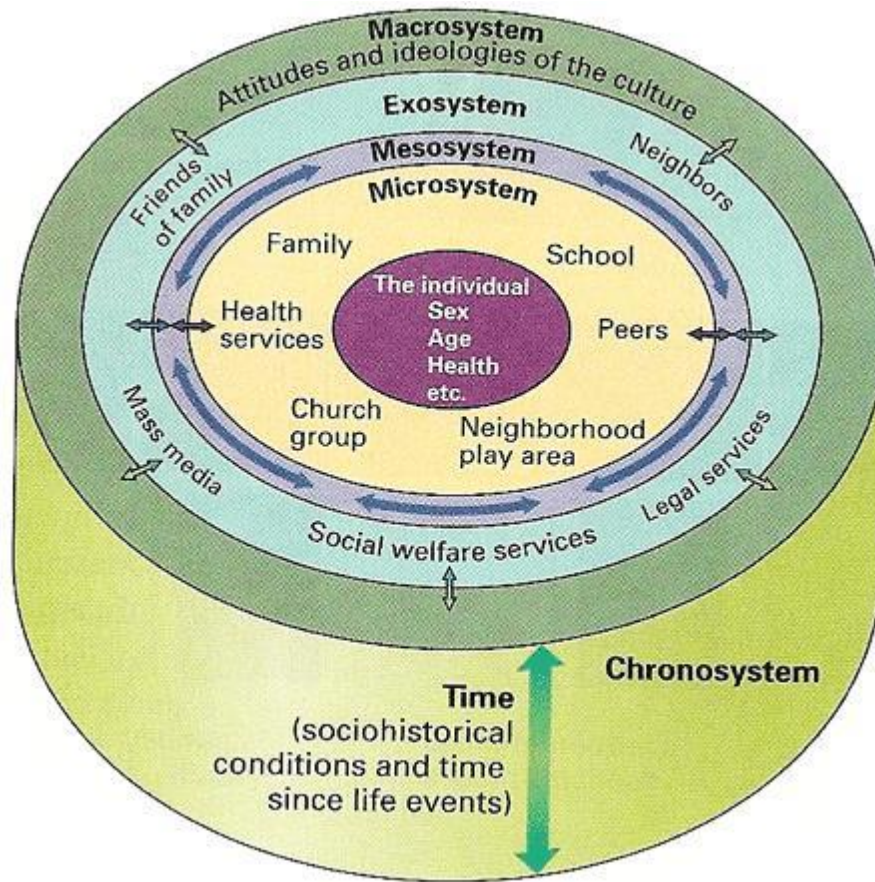 Macrosystem
Attitudes and ideologies of the culture
Exosystem
Mesosystem
Microsystem
Friends
of family
Neighbors
Family
School
The individual
Sex
Age
Health
etc.
Health
services
Peers
Church
group
Neighborhood
play area
Mass media
Legal services
Social welfare services
Chronosystem
Time
(sociohistorical
conditions and time
since life events)